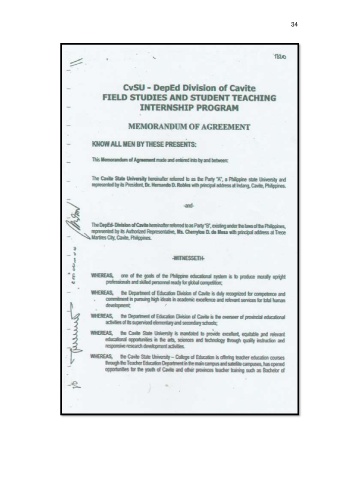 34
CvSU - DepEd Division of Cavite
FIELD STUDIES AND STUDENT TEACHING
INTERNSHIP PROGRAM
MEMORANDUM OF AGREEMENT
KNOW ALL MEN BY THESE PRESENTS:
This Memorandum of Agreement made and entered into by and between:
The Cavite State University hereinafter referred to as the Party "A", a Philippine state University and
represented by its President, Dr. Hernando D. Robles with principal address at Indang, Cavite, Philippines.
-and-
The DepEd- Division of Cavite hereinafter referred to as Party "B", existing under the laws of the Philippines,
represented by its Authorized Representative, Ms. Cherrylou D. de Mesa with principal address at Trece
Martires City, Cavite, Philippines.
-WITNESSETH-
WHEREAS, one of the goals of the Philippine educational system is to produce morally upright
professionals and skilled personnel ready for global competition;
WHEREAS, the Department of Education Division of Cavite is duly recognized for competence and
commitment in pursuing high ideals in academic excellence and relevant services for total human
development;
WHEREAS, the Department of Education Division of Cavite is the overseer of provincial educational
activities of its supervised elementary and secondary schools;
WHEREAS, the Cavite State University is mandated to provide excellent, equitable and relevant
educational opportunities in the arts, sciences and technology through quality instruction and
responsive research development activities.
WHEREAS, the Cavite State University – College of Education is offering teacher education courses
through the Teacher Education Department in the main campus and satellite campuses, has opened
opportunities for the youth of Cavite and other provinces teacher training such as Bachelor of